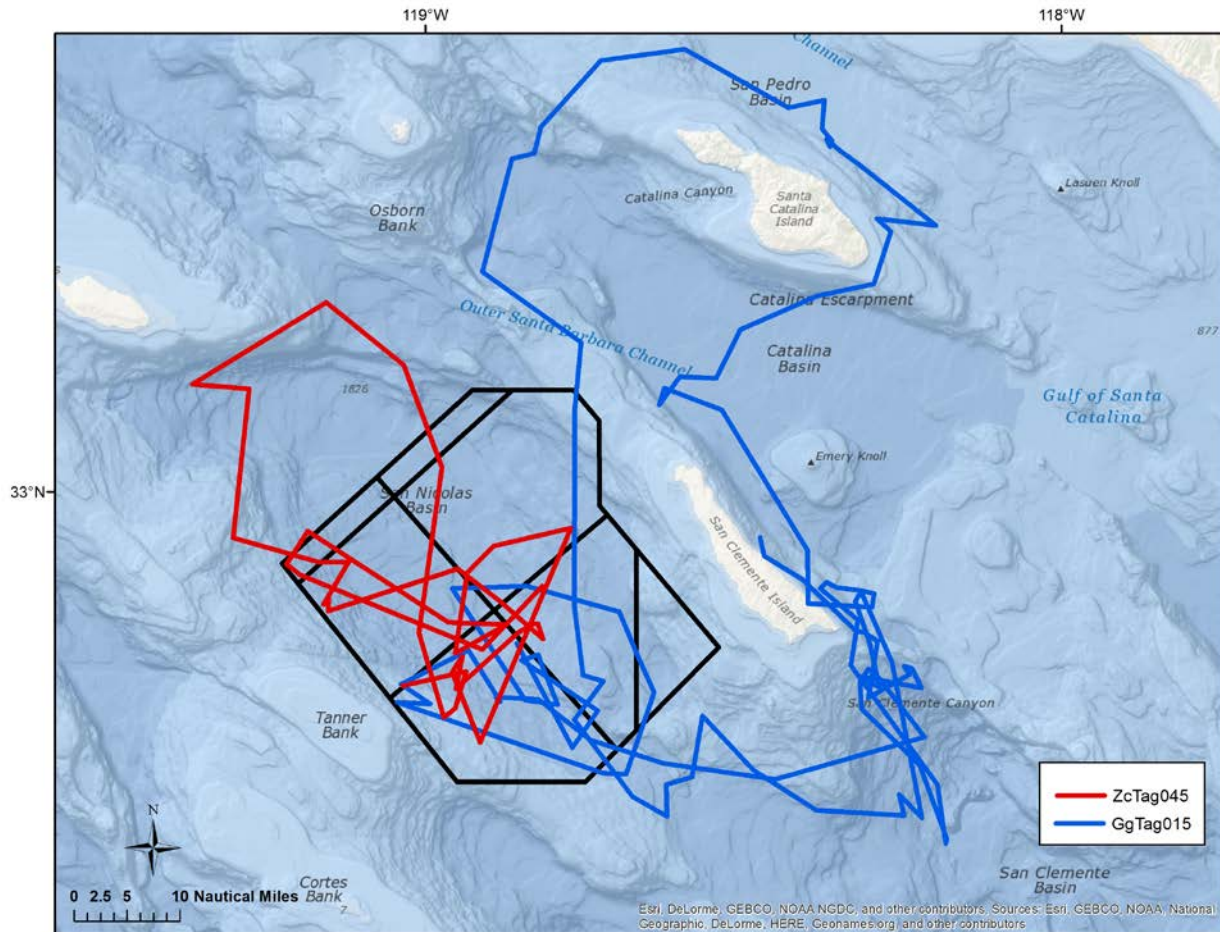 119°W
118°W
Channel
San Pedro
Basin
Lasuen Knoll
Catalina Canyon
Santa
Catalina
Island
Osborn
Bank
s
Catalina Escarpment
Outer Santa Barbara Channel
877
Catalina
Basin
1826
Gulf of Santa
Catalina
Emery Knoll
33°N
San Nicolas
Basin
San Clemente Island
San Clemente Canyon
Tanner
Bank
ZcTag045
GgTag015
N
San Clemente
Basin
Cortes
Bank
7
0 2.5 5 10 Nautical Miles
Esri, DeLorme, GEBCO, NOAA NGDC, and other contributors, Sources: Esri, GEBCO, NOAA, National
Geographic, DeLorme, HERE, Geonames.org, and other contributors